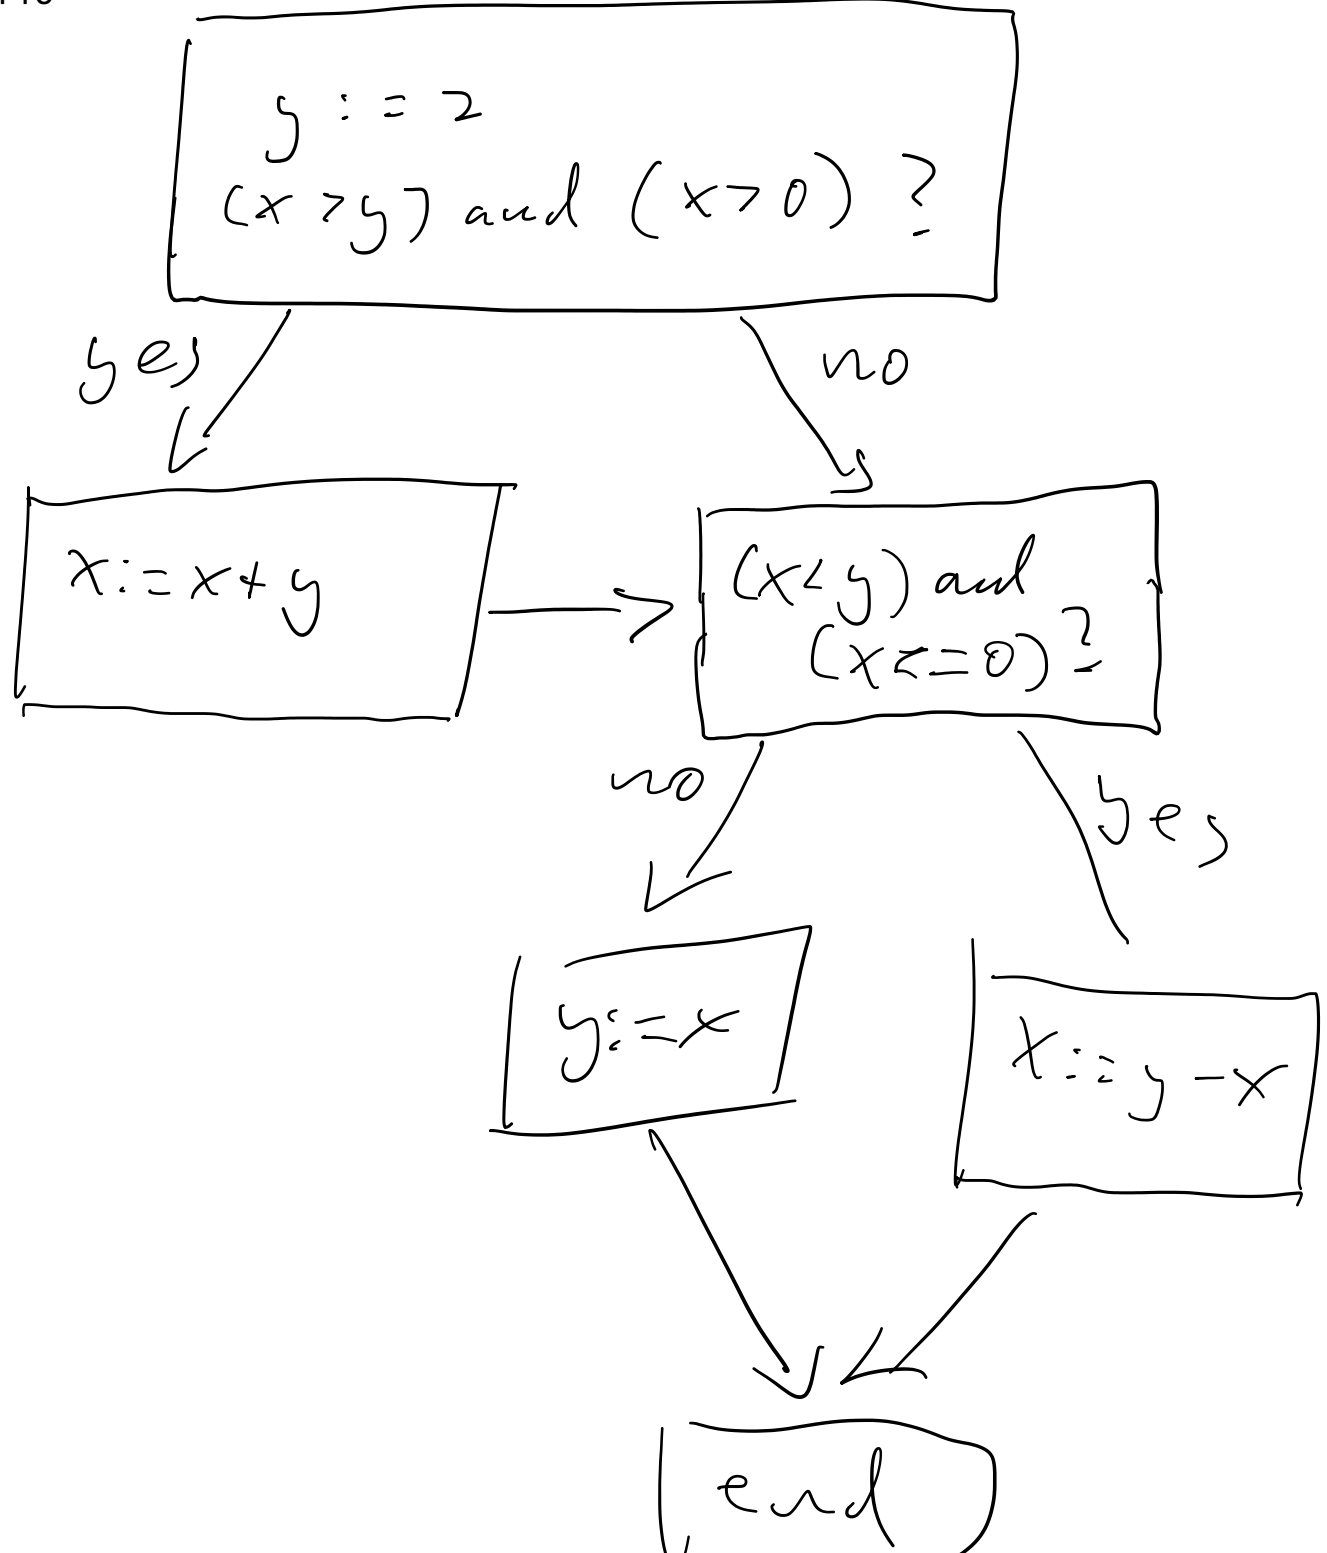 y := 2
(x > y) and (x > 0) ?
yes
no
x := x + y
(x < y) and
(x <= 0) ?
no
yes
y := x
x := y - x
end